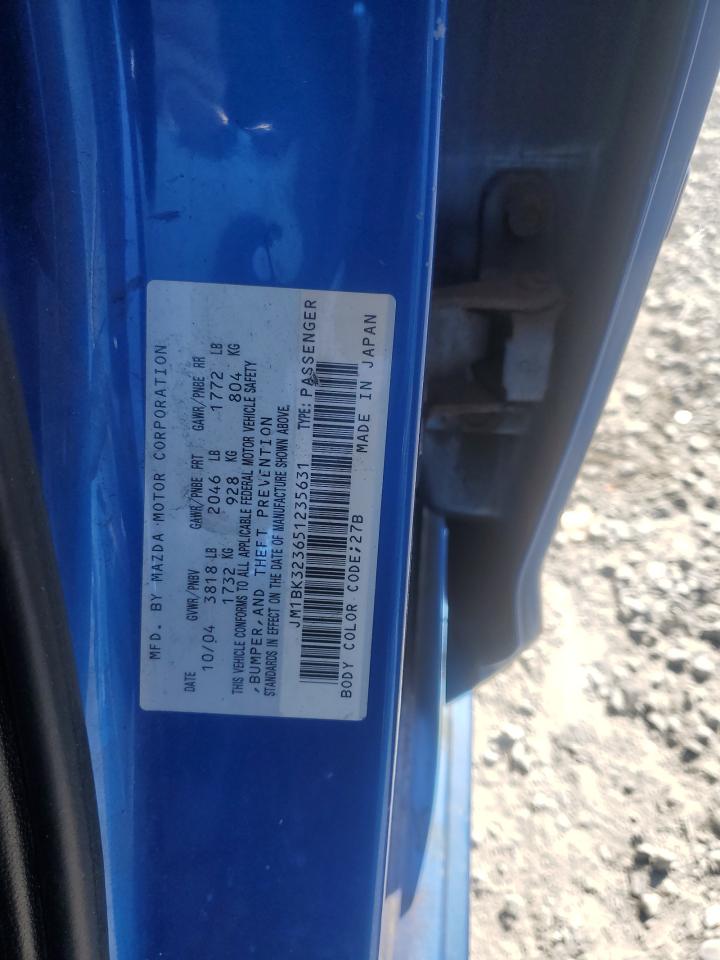 MFD. BY MAZDA MOTOR CORPORATION
DATE GVWR/PNBV GAWR/PNBE FRT GAWR/PNBE RR
10/04 3818 LB 2046 LB 1772 LB
1732 KG 928 KG 804 KG
THIS VEHICLE CONFORMS TO ALL APPLICABLE FEDERAL MOTOR VEHICLE SAFETY
,BUMPER,AND THEFT PREVENTION
STANDARDS IN EFFECT ON THE DATE OF MANUFACTURE SHOWN ABOVE
JM1BK323651235631 TYPE: PASSENGER
BODY COLOR CODE;27B MADE IN JAPAN